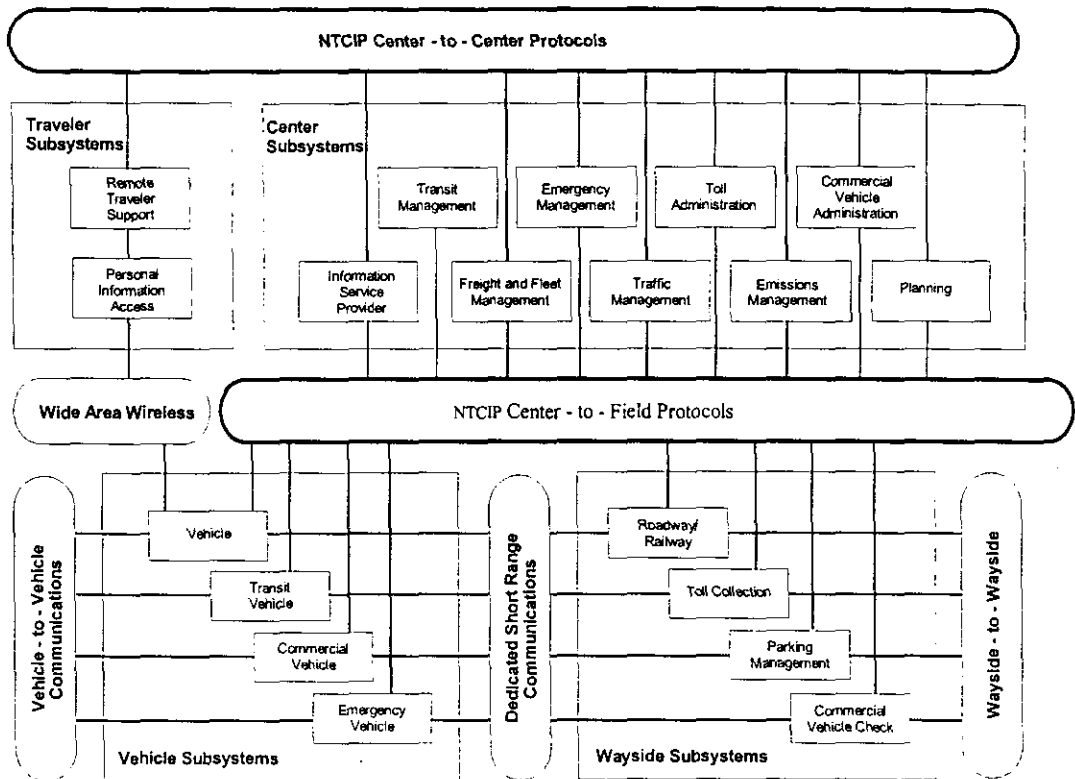 NTCIP Center - to - Center Protocols
Traveler
Subsystems
Center
Subsystems
Remote
Traveler
Support
Transit
Management
Emergency
Management
Toll
Administration
Commercial
Vehicle
Administration
Personal
Information
Access
Information
Service
Provider
Freight and Fleet
Management
Traffic
Management
Emissions
Management
Planning
Wide Area Wireless
NTCIP Center - to - Field Protocols
Vehicle - to - Vehicle
Communications
Vehicle
Transit
Vehicle
Commercial
Vehicle
Emergency
Vehicle
Vehicle Subsystems
Dedicated Short Range
Communications
Roadway/
Railway
Toll Collection
Parking
Management
Commercial
Vehicle Check
Wayside Subsystems
Wayside - to - Wayside